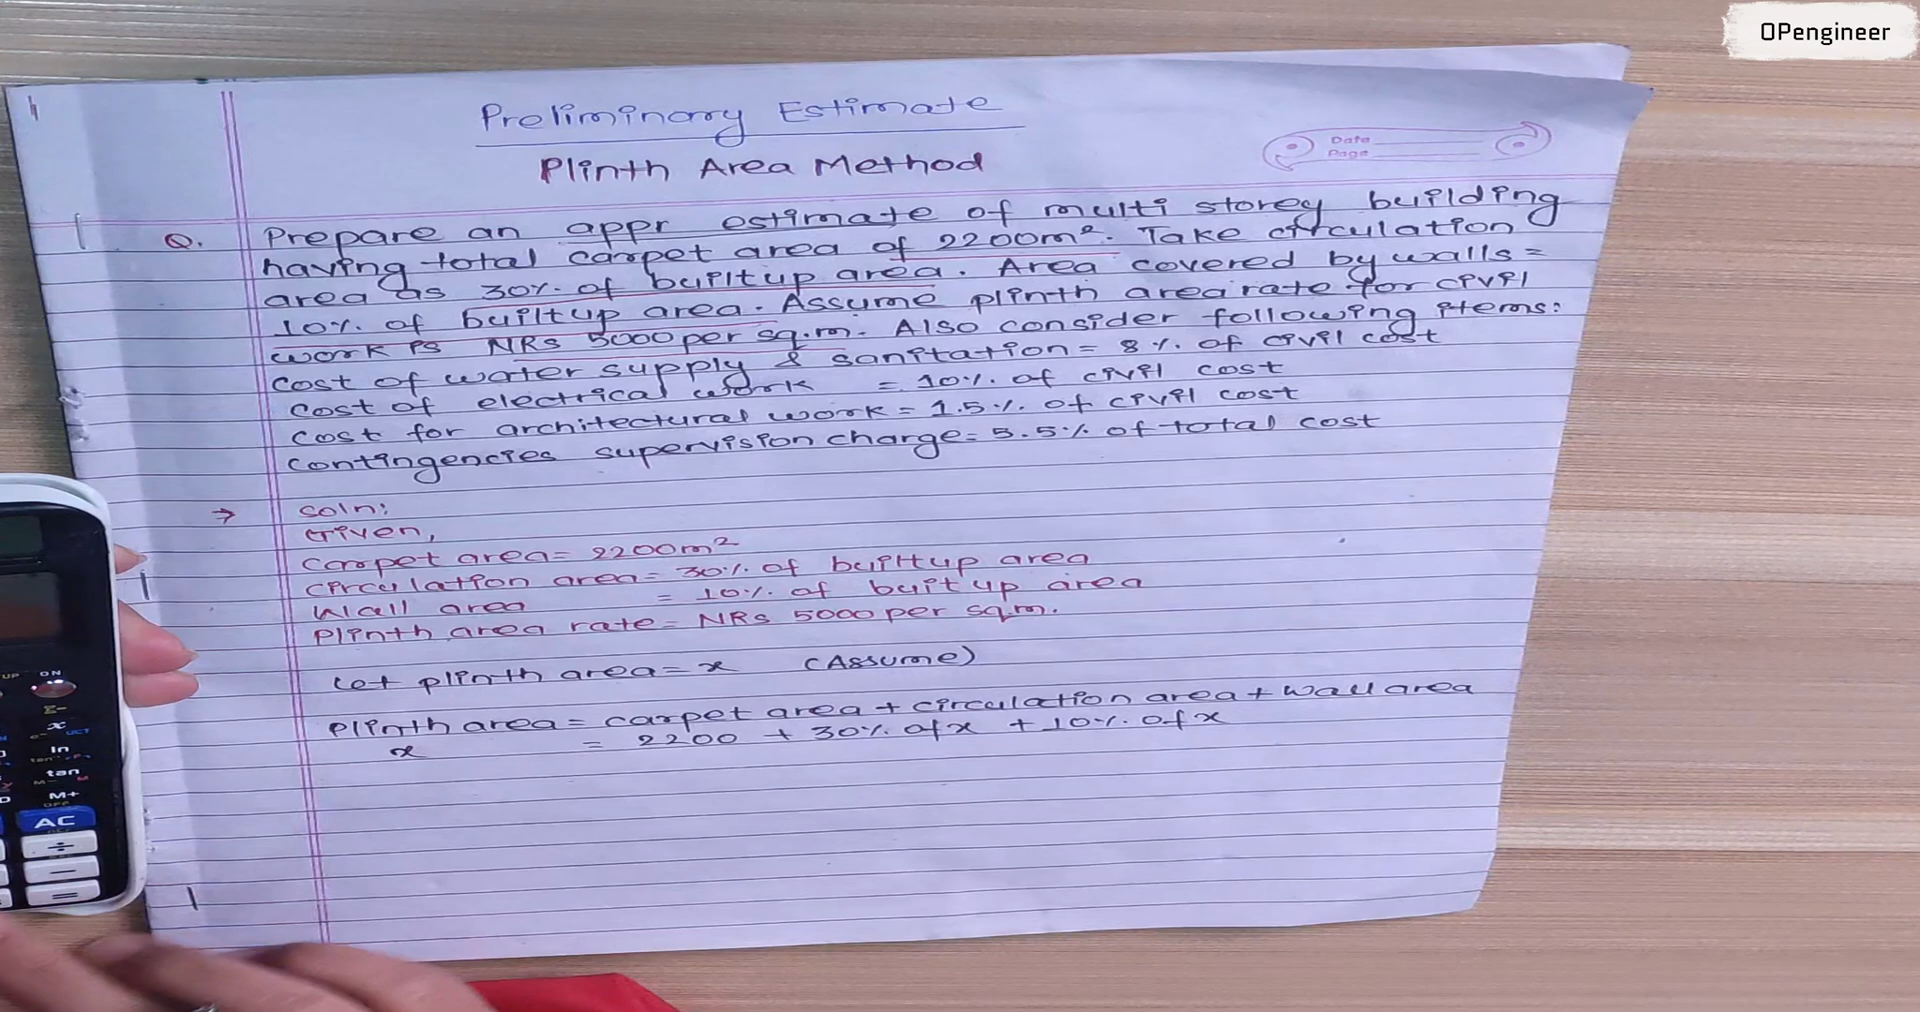 OPengineer
Preliminary Estimate
Plinth Area Method
Date
Page
Q. Prepare an appr estimate of multi storey building
having total carpet area of 2200m². Take circulation
area as 30% of builtup area. Area covered by walls =
10% of builtup area. Assume plinth area rate for civil
work is NRs 5000 per sq.m. Also consider following items:
Cost of water supply & sanitation = 8% of civil cost
Cost of electrical work = 10% of civil cost
Cost for architectural work = 1.5% of civil cost
Contingencies supervision charge = 5.5% of total cost
→ Soln:
Given,
Carpet area = 2200m²
Circulation area = 30% of builtup area
Wall area = 10% of buitup area
Plinth area rate = NRs 5000 per sq.m.
Let plinth area = x (Assume)
Plinth area = carpet area + circulation area + wall area
x = 2200 + 30% of x + 10% of x
ON
x
ln
tan
M+
OFF
AC
÷
−
=